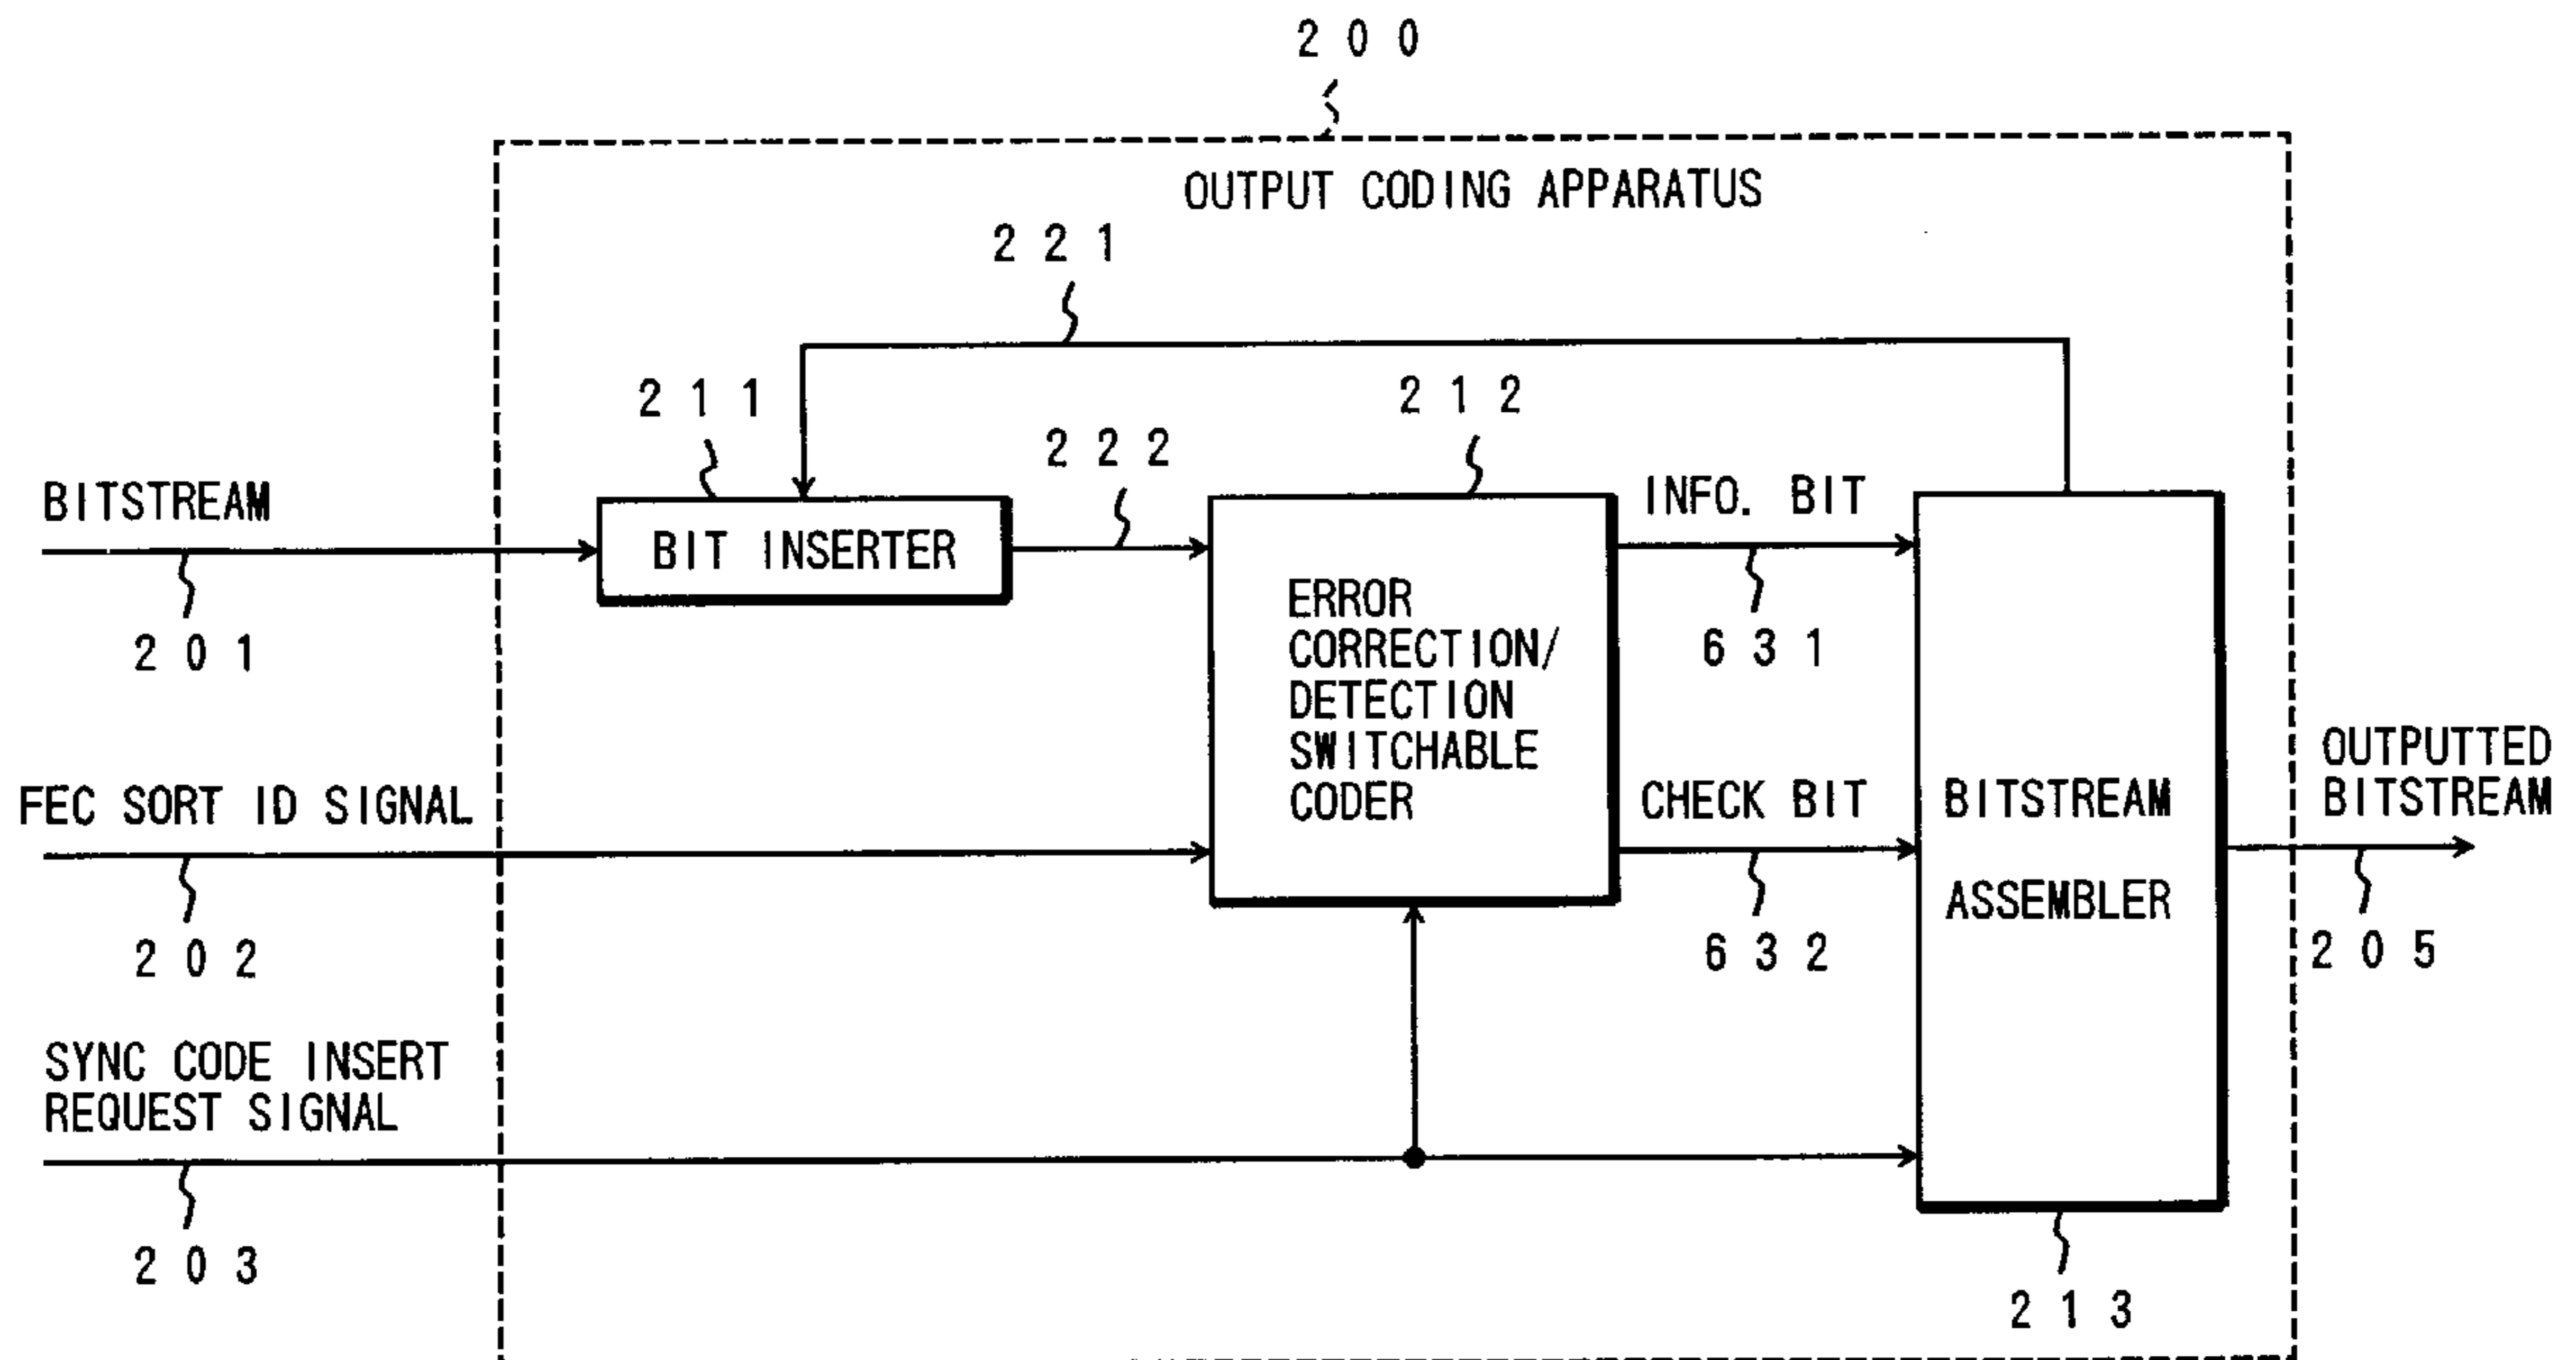 200
OUTPUT CODING APPARATUS
221
211
212
222
BITSTREAM
INFO. BIT
BIT INSERTER
201
631
ERROR
CORRECTION/
DETECTION
SWITCHABLE
CODER
FEC SORT ID SIGNAL
CHECK BIT
BITSTREAM
ASSEMBLER
OUTPUTTED
BITSTREAM
202
632
205
SYNC CODE INSERT
REQUEST SIGNAL
203
213